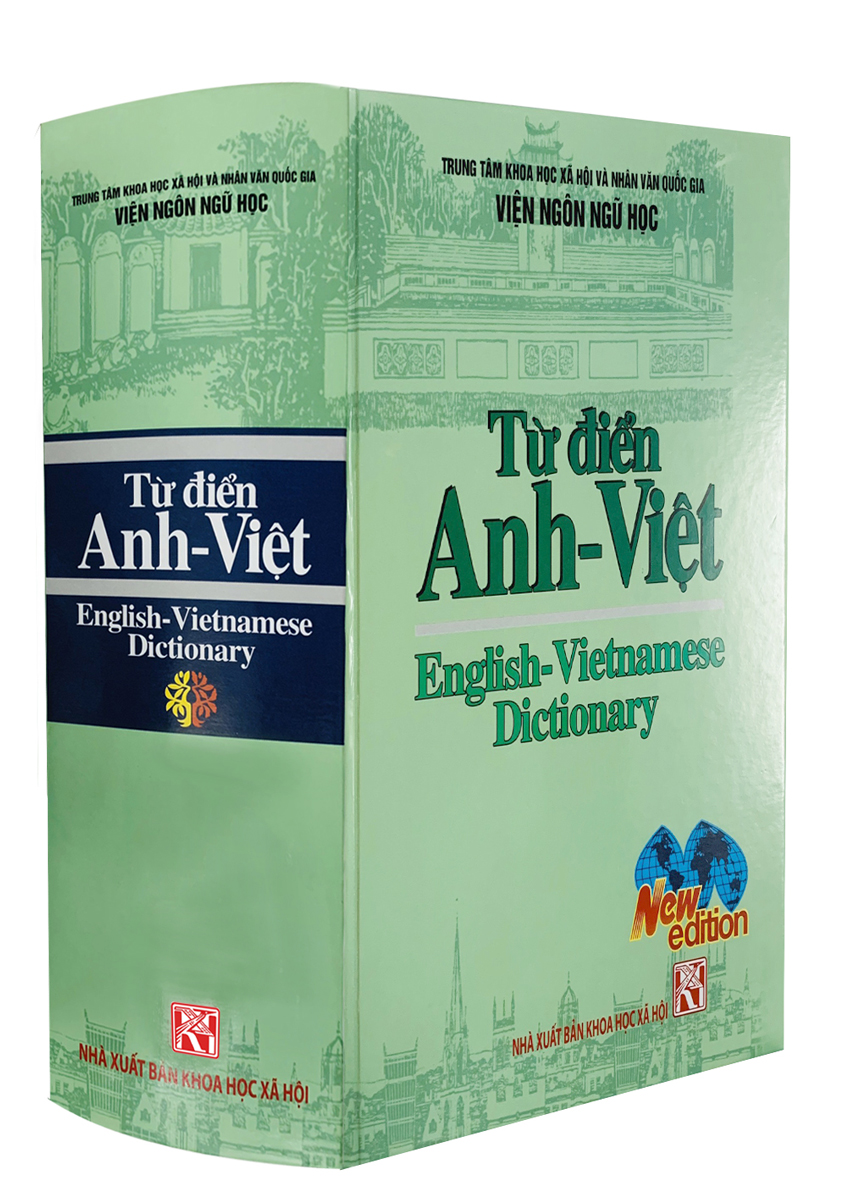 TRUNG TÂM KHOA HỌC XÃ HỘI VÀ NHÂN VĂN QUỐC GIA
VIỆN NGÔN NGỮ HỌC
Từ điển
Anh-Việt
English-Vietnamese
Dictionary
NHÀ XUẤT BẢN KHOA HỌC XÃ HỘI
TRUNG TÂM KHOA HỌC XÃ HỘI VÀ NHÂN VĂN QUỐC GIA
VIỆN NGÔN NGỮ HỌC
Từ điển
Anh-Việt
English-Vietnamese
Dictionary
New
edition
NHÀ XUẤT BẢN KHOA HỌC XÃ HỘI